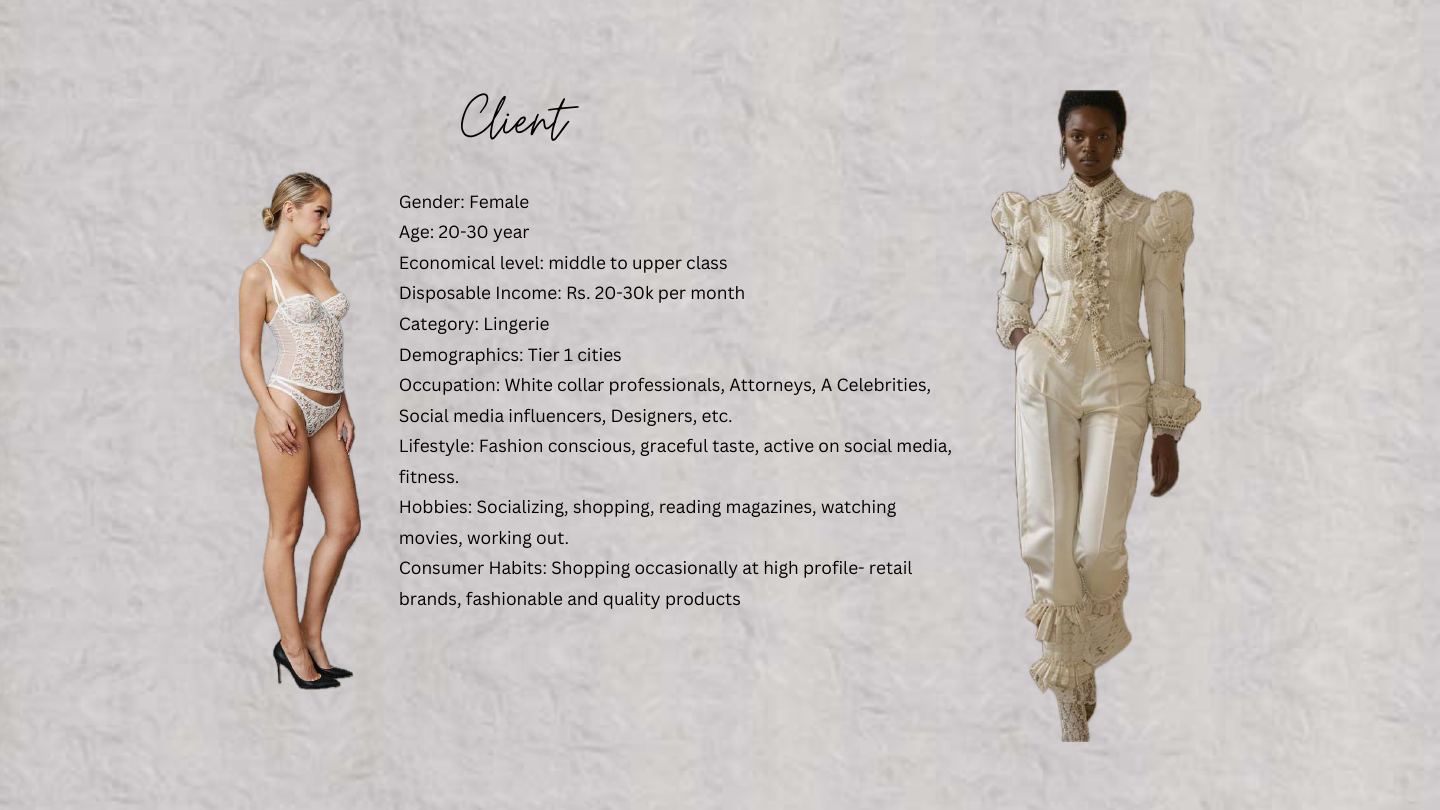 Client
Gender: Female
Age: 20-30 year
Economical level: middle to upper class
Disposable Income: Rs. 20-30k per month
Category: Lingerie
Demographics: Tier 1 cities
Occupation: White collar professionals, Attorneys, A Celebrities,
Social media influencers, Designers, etc.
Lifestyle: Fashion conscious, graceful taste, active on social media,
fitness.
Hobbies: Socializing, shopping, reading magazines, watching
movies, working out.
Consumer Habits: Shopping occasionally at high profile- retail
brands, fashionable and quality products